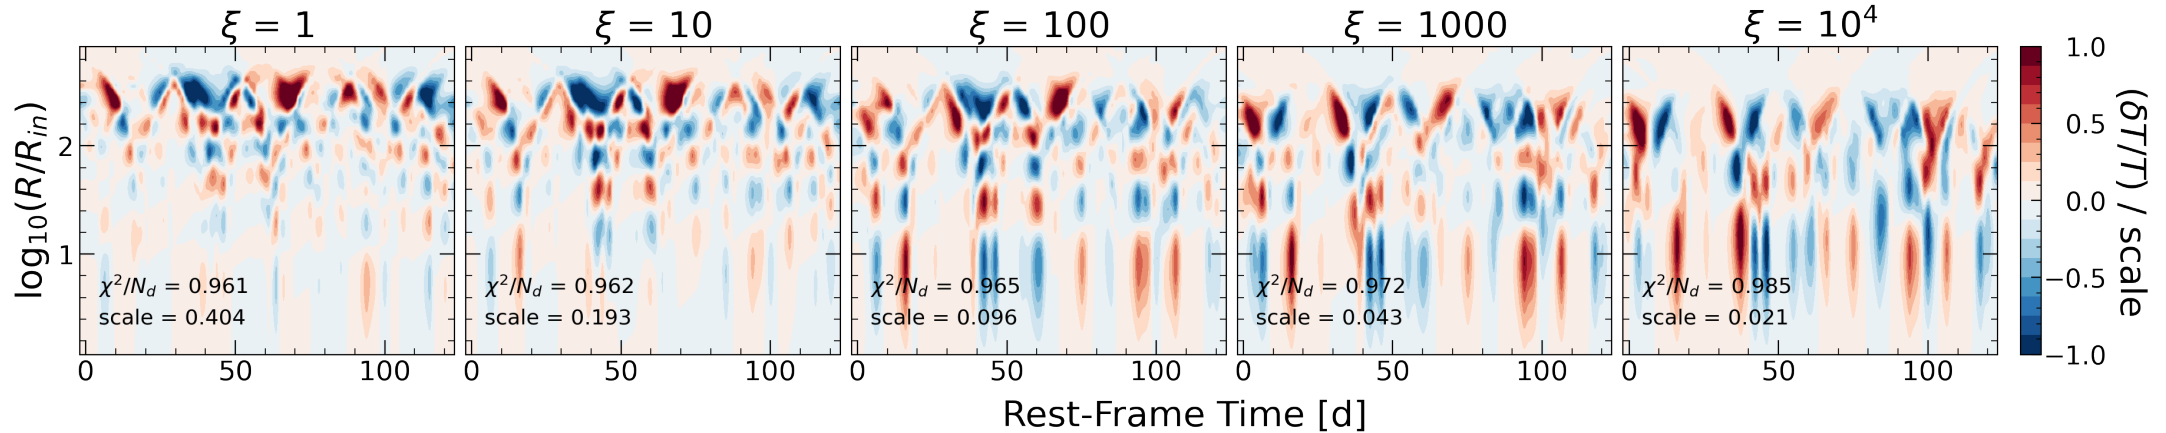 ξ = 1
ξ = 10
ξ = 100
ξ = 1000
ξ = 10⁴
log₁₀(R/Rᵢₙ)
2
1
χ²/N_d = 0.961
scale = 0.404
χ²/N_d = 0.962
scale = 0.193
χ²/N_d = 0.965
scale = 0.096
χ²/N_d = 0.972
scale = 0.043
χ²/N_d = 0.985
scale = 0.021
0 50 100
0 50 100
0 50 100
0 50 100
0 50 100
Rest-Frame Time [d]
1.0
0.5
0.0
−0.5
−1.0
(δT/T) / scale